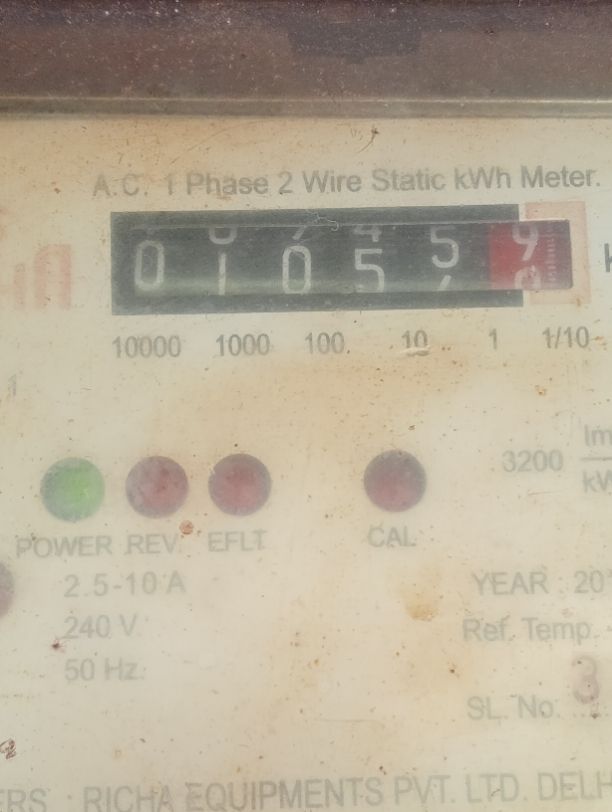 A.C. 1 Phase 2 Wire Static kWh Meter.
0 1 0 5 5 9
10000 1000 100 10 1 1/10
3200
POWER REV. EFLT CAL
2.5-10 A
240 V.
50 Hz.
YEAR : 20
Ref. Temp.
SL. No. 3
RICHA EQUIPMENTS PVT. LTD. DELH